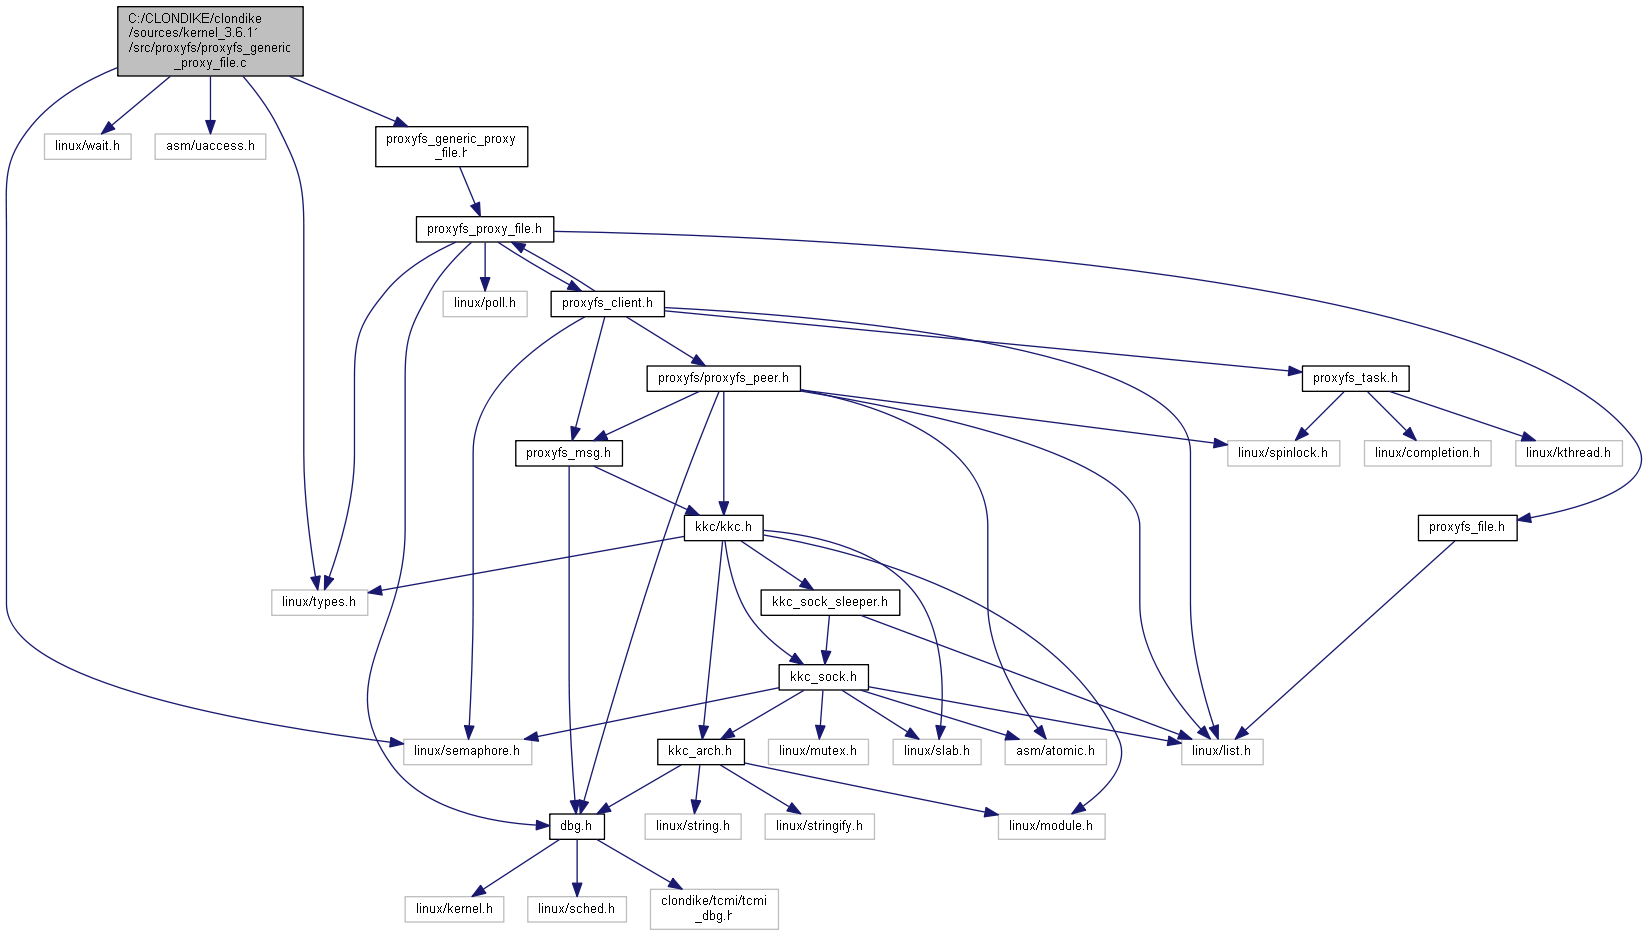 C:/CLONDIKE/clondike
/sources/kernel_3.6.1
/src/proxyfs/proxyfs_generic
_proxy_file.c
linux/wait.h
asm/uaccess.h
proxyfs_generic_proxy
_file.h
proxyfs_proxy_file.h
linux/poll.h
proxyfs_client.h
proxyfs/proxyfs_peer.h
proxyfs_task.h
proxyfs_msg.h
linux/spinlock.h
linux/completion.h
linux/kthread.h
kkc/kkc.h
proxyfs_file.h
linux/types.h
kkc_sock_sleeper.h
kkc_sock.h
linux/semaphore.h
kkc_arch.h
linux/mutex.h
linux/slab.h
asm/atomic.h
linux/list.h
dbg.h
linux/string.h
linux/stringify.h
linux/module.h
linux/kernel.h
linux/sched.h
clondike/tcmi/tcmi
_dbg.h